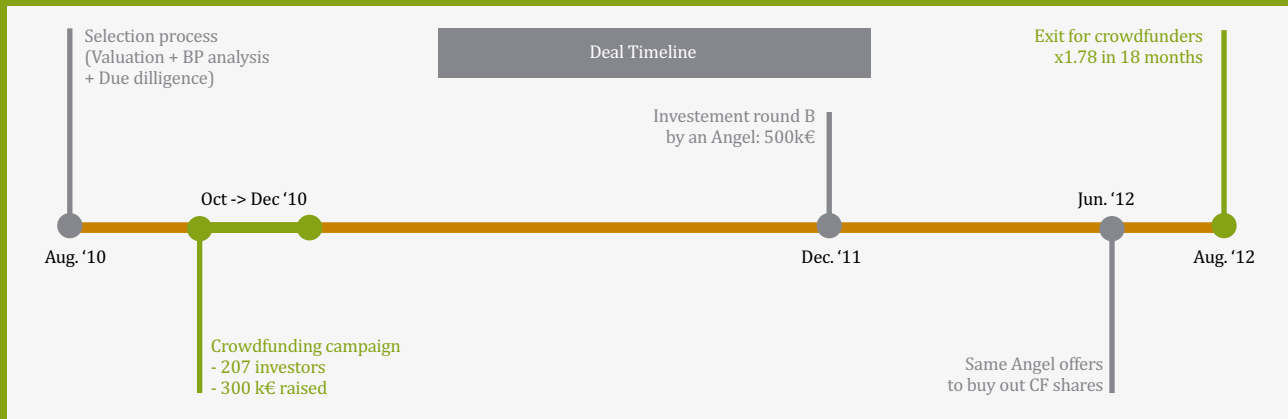 Selection process
(Valuation + BP analysis
+ Due dilligence)
Deal Timeline
Exit for crowdfunders
x1.78 in 18 months
Investement round B
by an Angel: 500k€
Oct -> Dec ‘10
Jun. ‘12
Aug. ‘10
Dec. ‘11
Aug. ‘12
Crowdfunding campaign
- 207 investors
- 300 k€ raised
Same Angel offers
to buy out CF shares